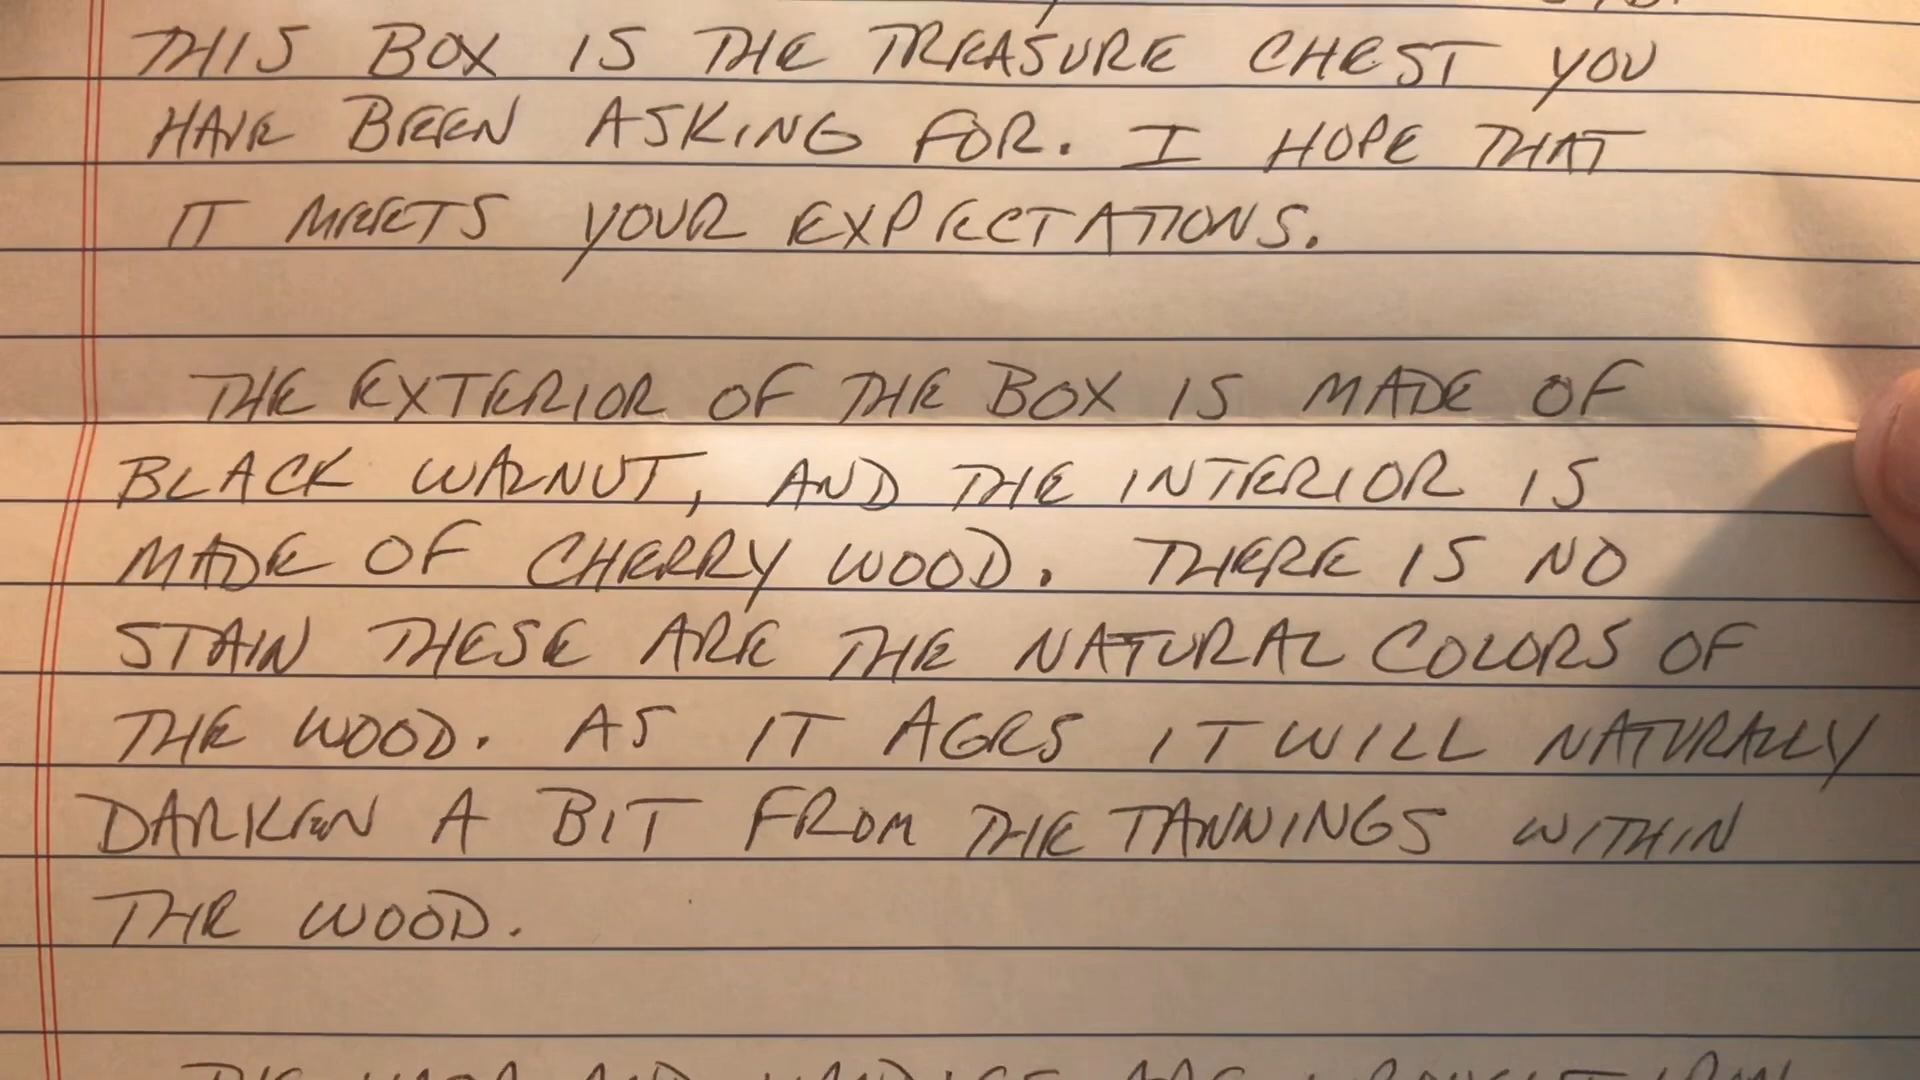 THIS BOX IS THE TREASURE CHEST YOU
HAVE BEEN ASKING FOR. I HOPE THAT
IT MEETS YOUR EXPECTATIONS.
THE EXTERIOR OF THE BOX IS MADE OF
BLACK WALNUT, AND THE INTERIOR IS
MADE OF CHERRY WOOD. THERE IS NO
STAIN THESE ARE THE NATURAL COLORS OF
THE WOOD. AS IT AGES IT WILL NATURALLY
DARKEN A BIT FROM THE TANNINGS WITHIN
THE WOOD.